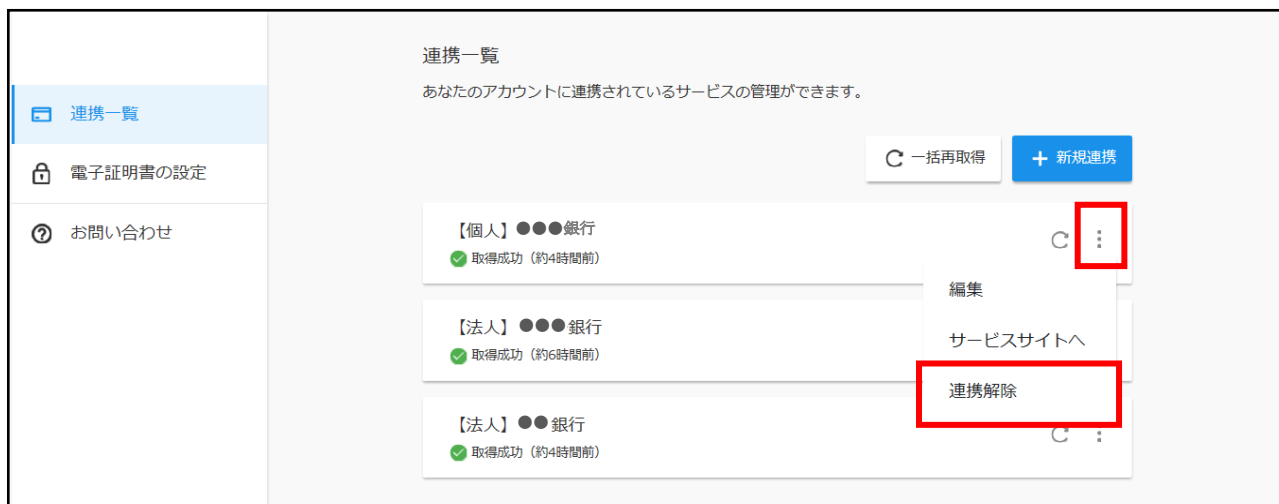 連携一覧
電子証明書の設定
お問い合わせ
連携一覧
あなたのアカウントに連携されているサービスの管理ができます。
一括再取得
新規連携
【個人】●●●銀行
取得成功（約4時間前）
編集
サービスサイトへ
連携解除
【法人】●●●銀行
取得成功（約6時間前）
【法人】●●銀行
取得成功（約4時間前）